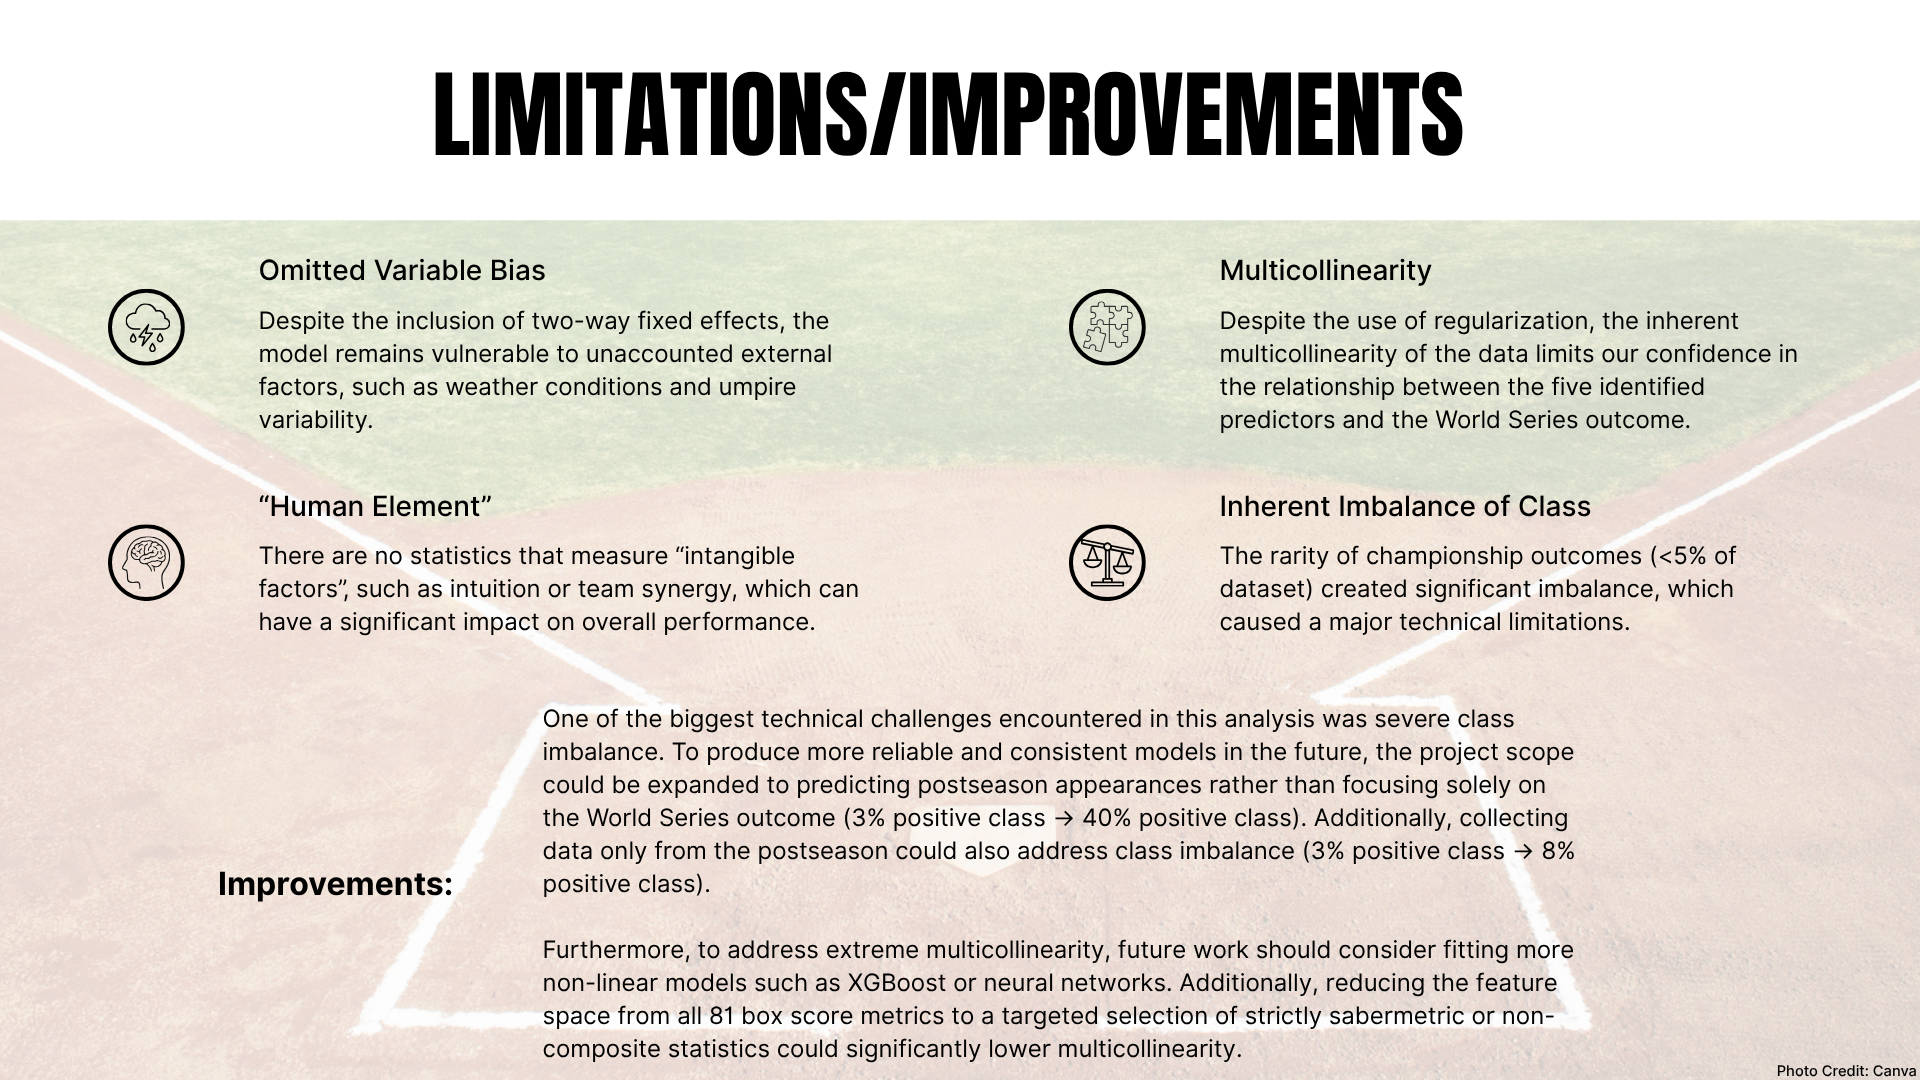 LIMITATIONS/IMPROVEMENTS
Omitted Variable Bias
Despite the inclusion of two-way fixed effects, the
model remains vulnerable to unaccounted external
factors, such as weather conditions and umpire
variability.
Multicollinearity
Despite the use of regularization, the inherent
multicollinearity of the data limits our confidence in
the relationship between the five identified
predictors and the World Series outcome.
“Human Element”
There are no statistics that measure “intangible
factors”, such as intuition or team synergy, which can
have a significant impact on overall performance.
Inherent Imbalance of Class
The rarity of championship outcomes (<5% of
dataset) created significant imbalance, which
caused a major technical limitations.
Improvements:
One of the biggest technical challenges encountered in this analysis was severe class
imbalance. To produce more reliable and consistent models in the future, the project scope
could be expanded to predicting postseason appearances rather than focusing solely on
the World Series outcome (3% positive class → 40% positive class). Additionally, collecting
data only from the postseason could also address class imbalance (3% positive class → 8%
positive class).
Furthermore, to address extreme multicollinearity, future work should consider fitting more
non-linear models such as XGBoost or neural networks. Additionally, reducing the feature
space from all 81 box score metrics to a targeted selection of strictly sabermetric or non-
composite statistics could significantly lower multicollinearity.
Photo Credit: Canva